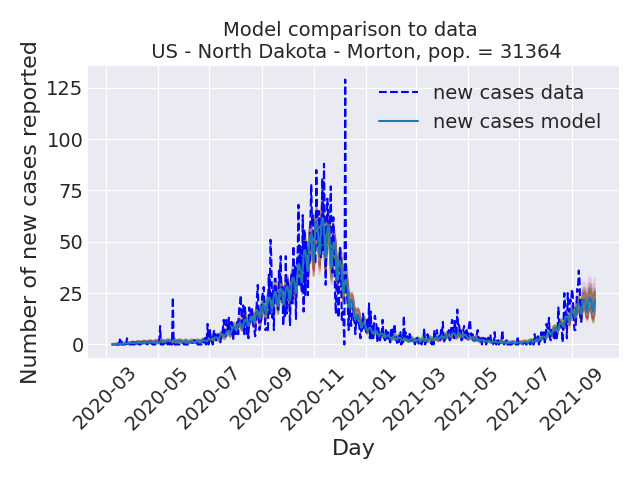 Model comparison to data
US - North Dakota - Morton, pop. = 31364
Number of new cases reported
125
100
75
50
25
0
new cases data
new cases model
2020-03
2020-05
2020-07
2020-09
2020-11
2021-01
2021-03
2021-05
2021-07
2021-09
Day